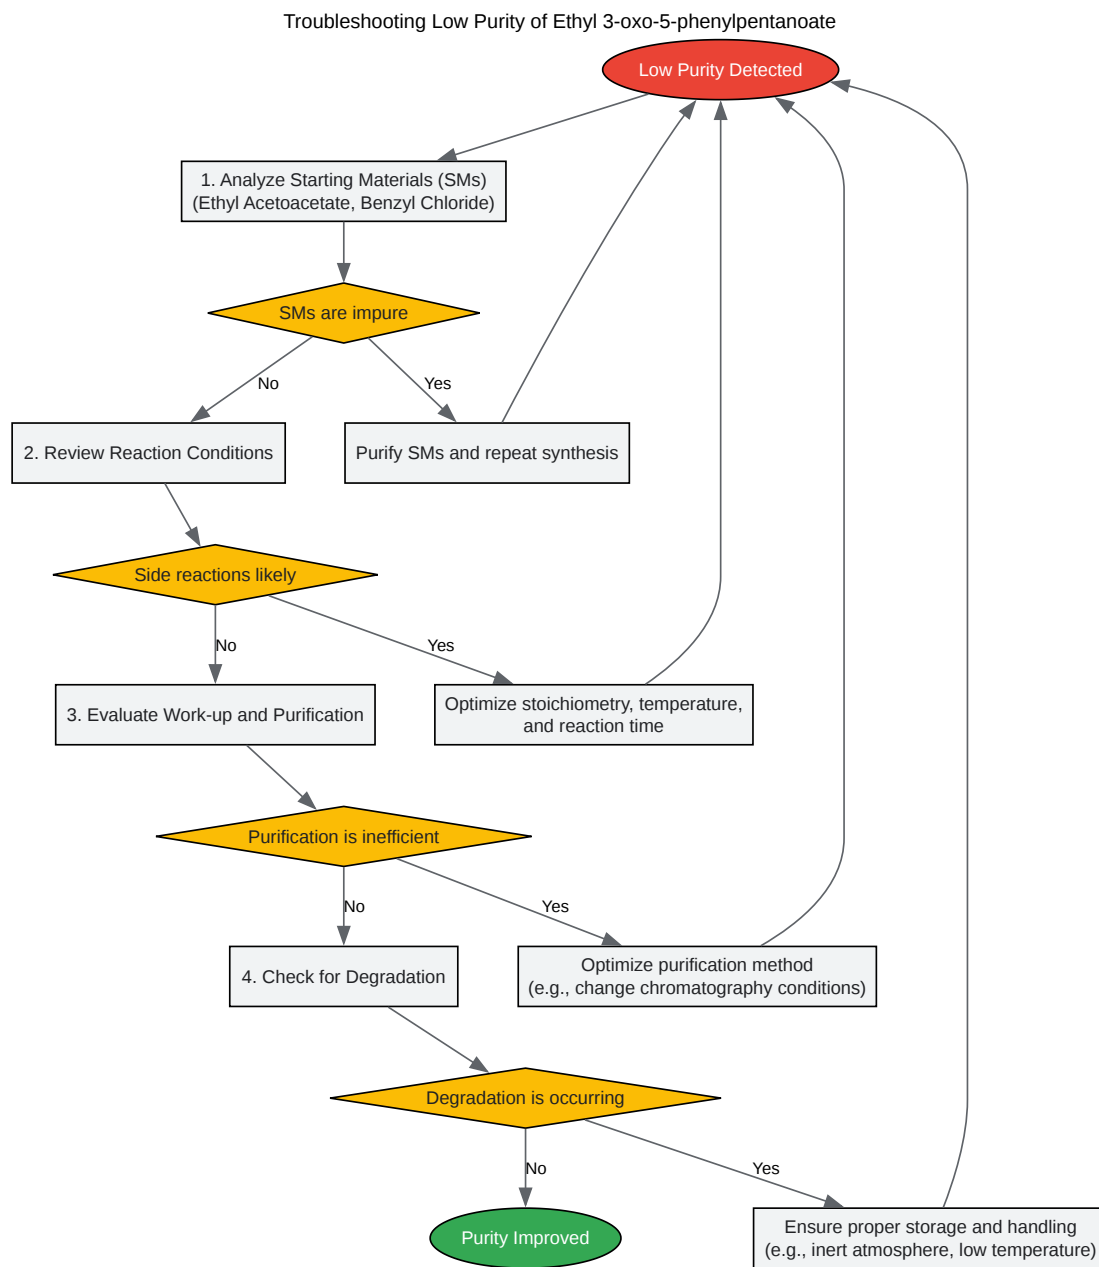 Troubleshooting Low Purity of Ethyl 3-oxo-5-phenylpentanoate
Low Purity Detected
1. Analyze Starting Materials (SMs)
(Ethyl Acetoacetate, Benzyl Chloride)
SMs are impure
No
Yes
2. Review Reaction Conditions
Purify SMs and repeat synthesis
Side reactions likely
No
Yes
3. Evaluate Work-up and Purification
Optimize stoichiometry, temperature,
and reaction time
Purification is inefficient
No
Yes
4. Check for Degradation
Optimize purification method
(e.g., change chromatography conditions)
Degradation is occurring
No
Yes
Purity Improved
Ensure proper storage and handling
(e.g., inert atmosphere, low temperature)